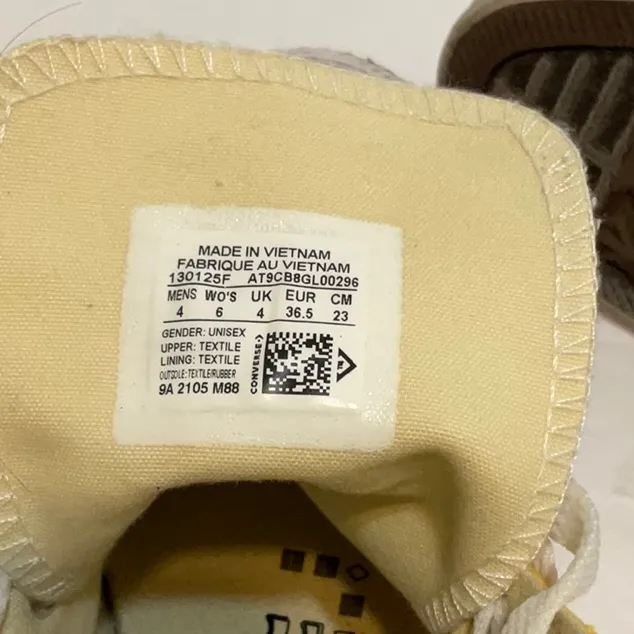 MADE IN VIETNAM
FABRIQUE AU VIETNAM
130125F AT9CB8GL00296
MENS WO'S UK EUR CM
4 6 4 36.5 23
GENDER: UNISEX
UPPER: TEXTILE
LINING: TEXTILE
OUTSOLE: TEXTILE/RUBBER
9A 2105 M88
CONVERSE